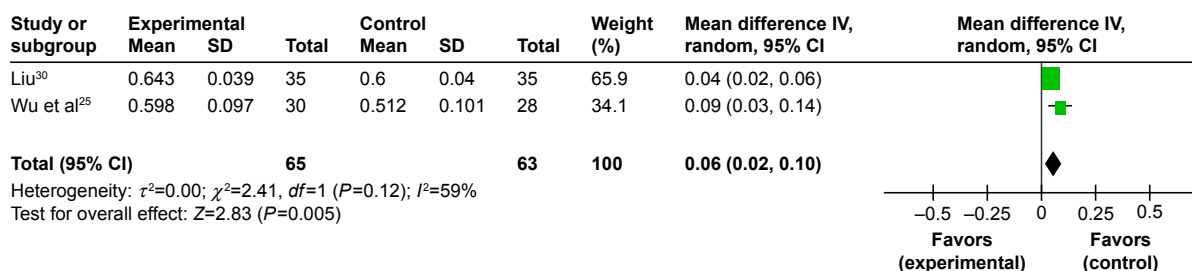 Study or subgroup Experimental Control Weight (%) Mean difference IV, random, 95% CI Mean difference IV, random, 95% CI
Mean SD Total Mean SD Total
Liu³⁰ 0.643 0.039 35 0.6 0.04 35 65.9 0.04 (0.02, 0.06)
Wu et al²⁵ 0.598 0.097 30 0.512 0.101 28 34.1 0.09 (0.03, 0.14)
Total (95% CI) 65 63 100 0.06 (0.02, 0.10)
Heterogeneity: τ²=0.00; χ²=2.41, df=1 (P=0.12); I²=59%
Test for overall effect: Z=2.83 (P=0.005)
–0.5 –0.25 0 0.25 0.5
Favors (experimental) Favors (control)